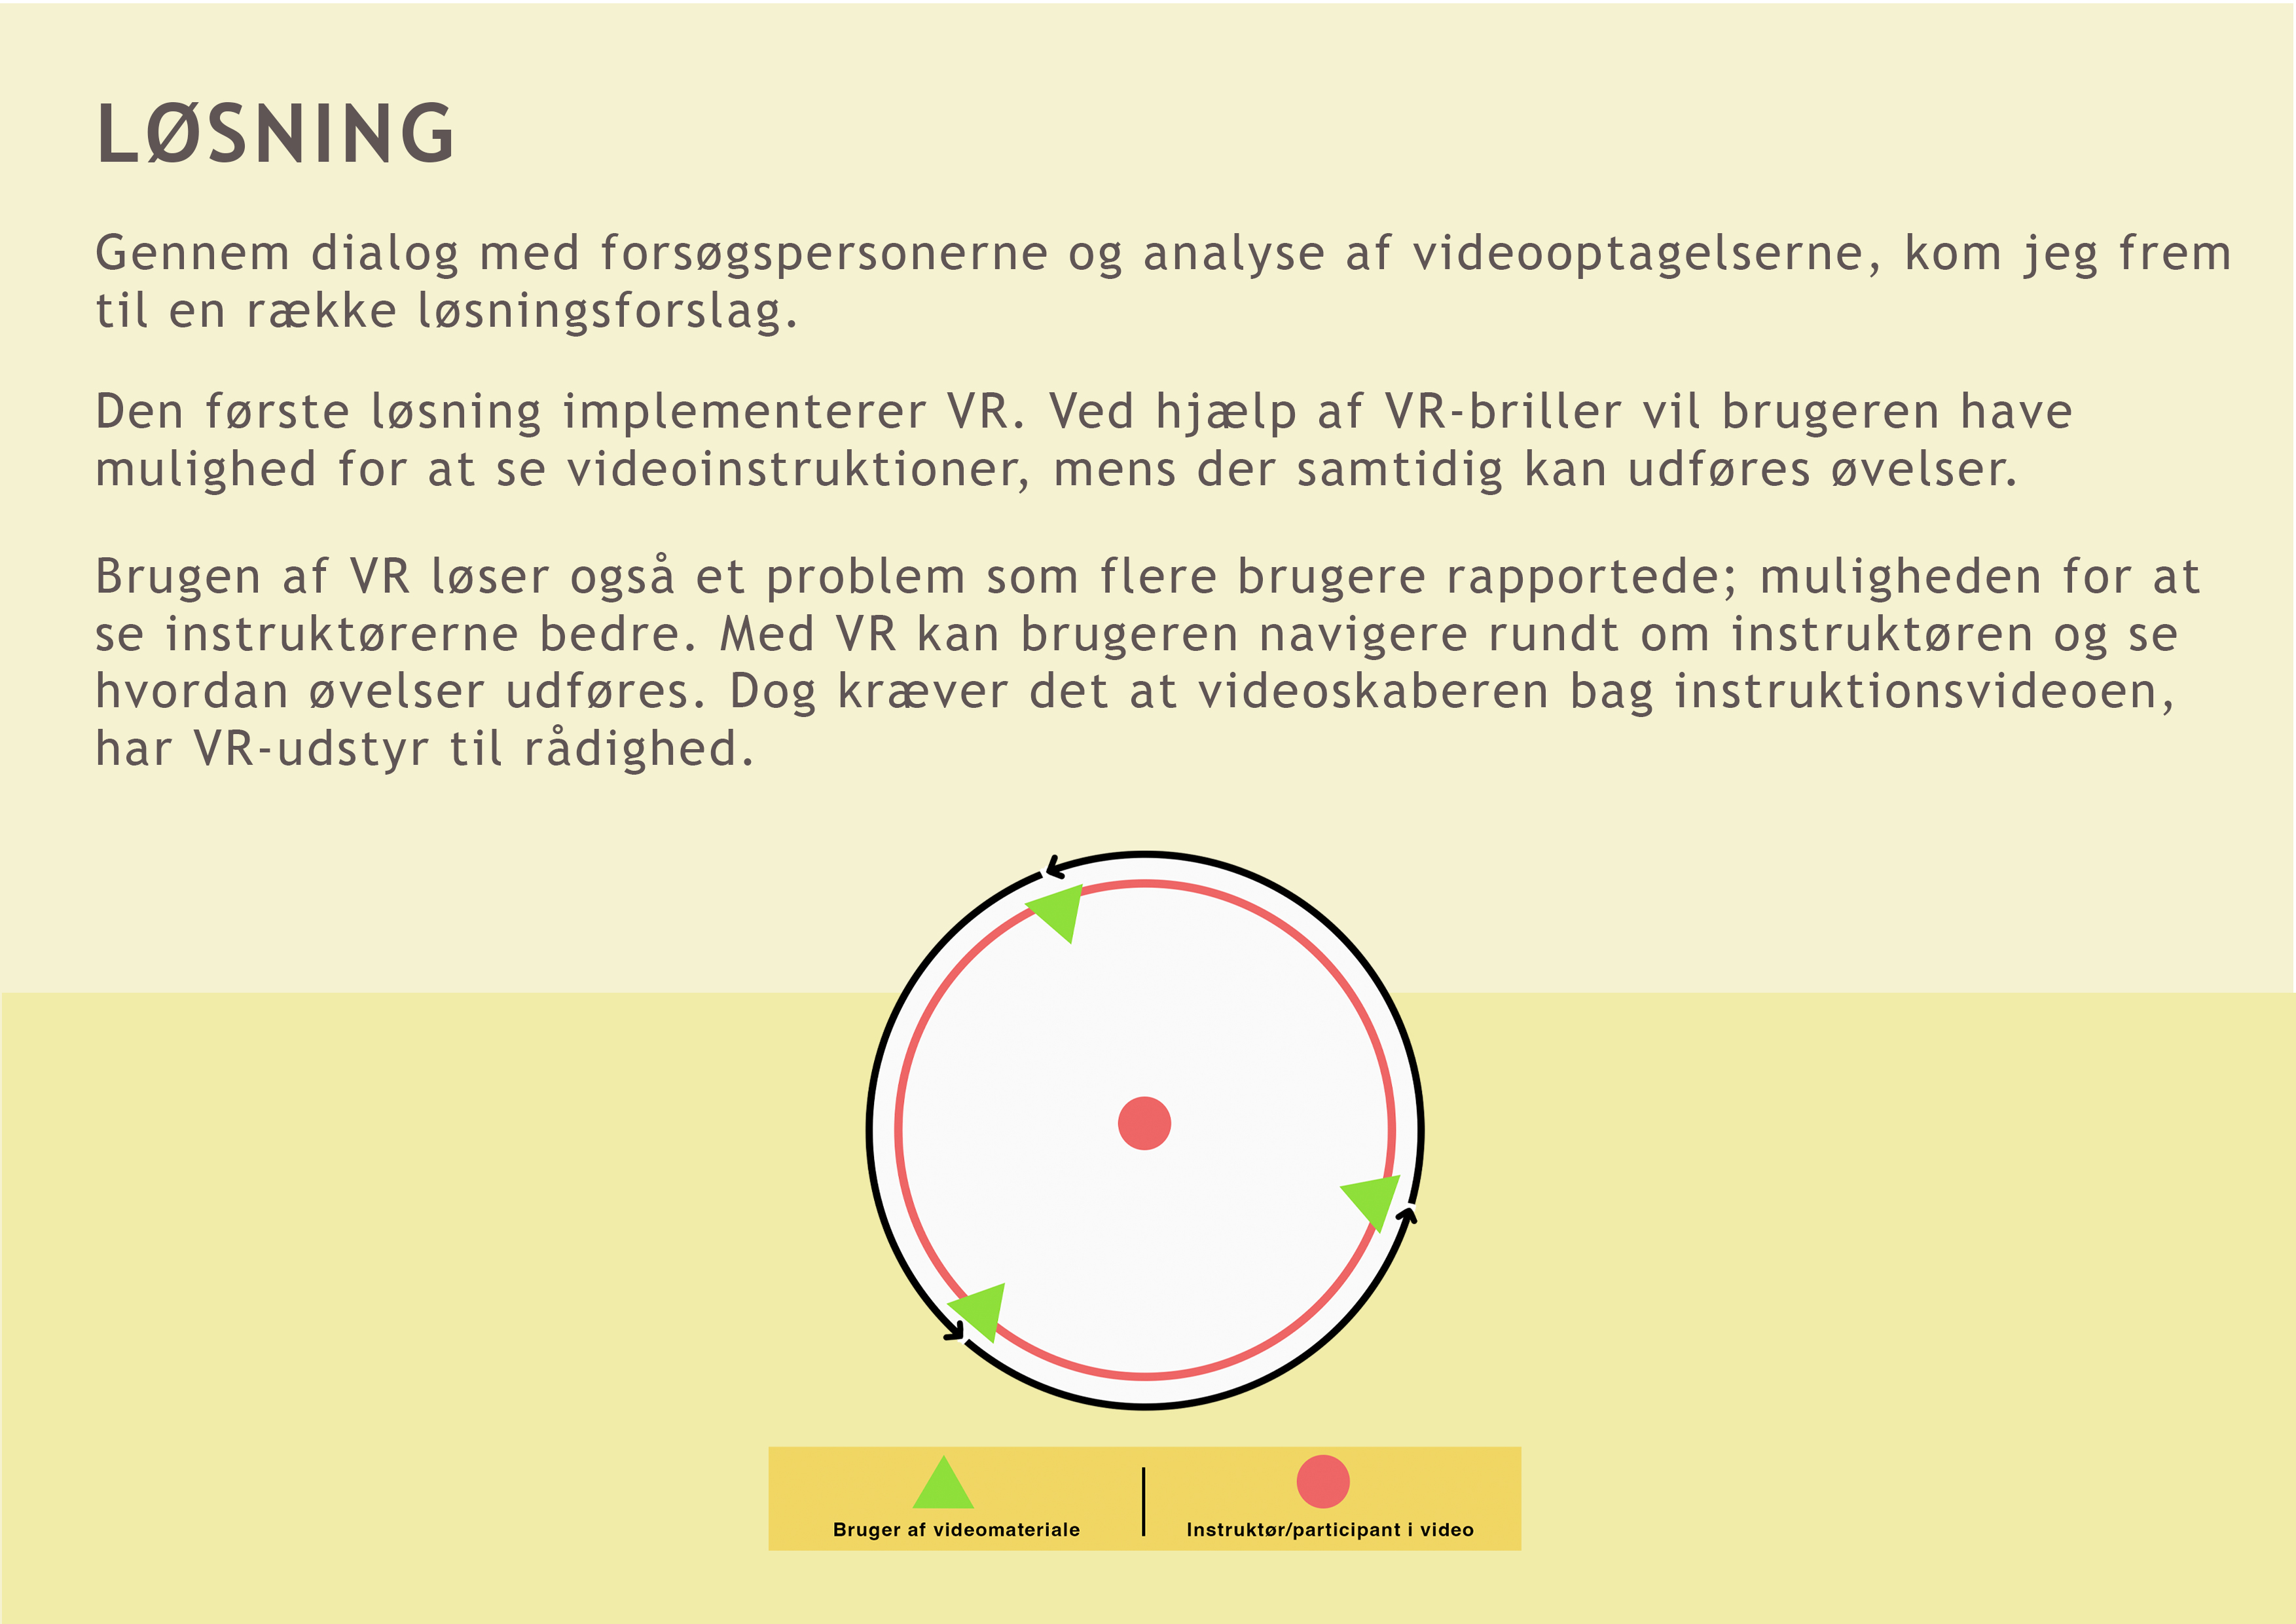 LØSNING
Gennem dialog med forsøgspersonerne og analyse af videooptagelserne, kom jeg frem
til en række løsningsforslag.
Den første løsning implementerer VR. Ved hjælp af VR-briller vil brugeren have
mulighed for at se videoinstruktioner, mens der samtidig kan udføres øvelser.
Brugen af VR løser også et problem som flere brugere rapportede; muligheden for at
se instruktørerne bedre. Med VR kan brugeren navigere rundt om instruktøren og se
hvordan øvelser udføres. Dog kræver det at videoskaberen bag instruktionsvideoen,
har VR-udstyr til rådighed.
Bruger af videomateriale
Instruktør/participant i video